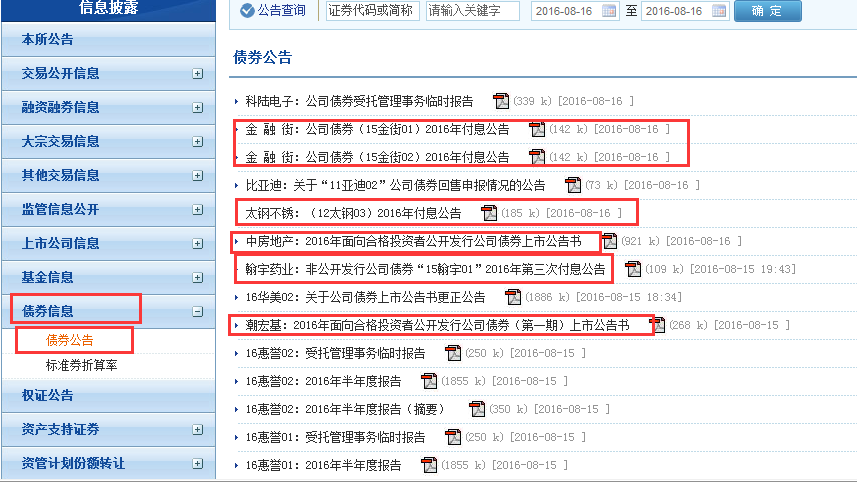 信息披露
本所公告
交易公开信息
融资融券信息
大宗交易信息
其他交易信息
监管信息公开
上市公司信息
基金信息
债券信息
债券公告
标准券折算率
权证公告
资产支持证券
资管计划份额转让
公告查询 证券代码或简称 请输入关键字 2016-08-16 至 2016-08-16 确 定
债券公告
科陆电子：公司债券受托管理事务临时报告 (339 k) [2016-08-16 ]
金 融 街：公司债券（15金街01）2016年付息公告 (142 k) [2016-08-16 ]
金 融 街：公司债券（15金街02）2016年付息公告 (142 k) [2016-08-16 ]
比亚迪：关于“11亚迪02”公司债券回售申报情况的公告 (73 k) [2016-08-16 ]
太钢不锈：（12太钢03）2016年付息公告 (185 k) [2016-08-16 ]
中房地产：2016年面向合格投资者公开发行公司债券上市公告书 (921 k) [2016-08-16 ]
翰宇药业：非公开发行公司债券“15翰宇01”2016年第三次付息公告 (109 k) [2016-08-15 19:43]
16华美02：关于公司债券上市公告书更正公告 (1886 k) [2016-08-15 18:34]
潮宏基：2016年面向合格投资者公开发行公司债券（第一期）上市公告书 (268 k) [2016-08-15 ]
16惠誉02：受托管理事务临时报告 (250 k) [2016-08-15 ]
16惠誉02：2016年半年度报告 (1855 k) [2016-08-15 ]
16惠誉02：2016年半年度报告（摘要） (350 k) [2016-08-15 ]
16惠誉01：受托管理事务临时报告 (250 k) [2016-08-15 ]
16惠誉01：2016年半年度报告 (1855 k) [2016-08-15 ]